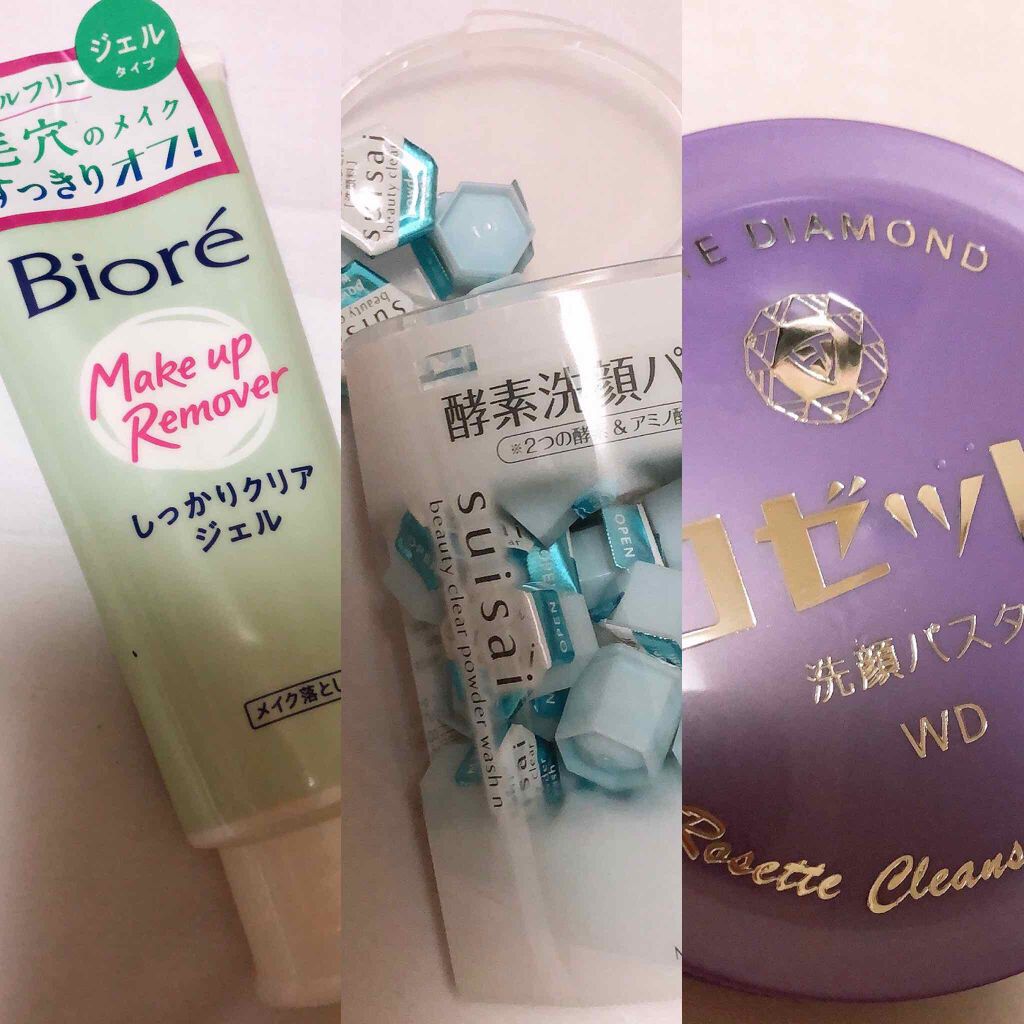 ジェル
タイプ
ルフリー
毛穴のメイク
すっきりオフ!
Bioré
Make up
Remover
しっかりクリア
ジェル
メイク落とし
suisai
beauty clear
suisai
beauty
酵素洗顔パ
※2つの酵素 & アミノ酸
suisai
beauty clear powder wash n
OPEN
OPEN
TE DIAMOND
ロゼット
洗顔パスタ
WD
Rosette Cleans